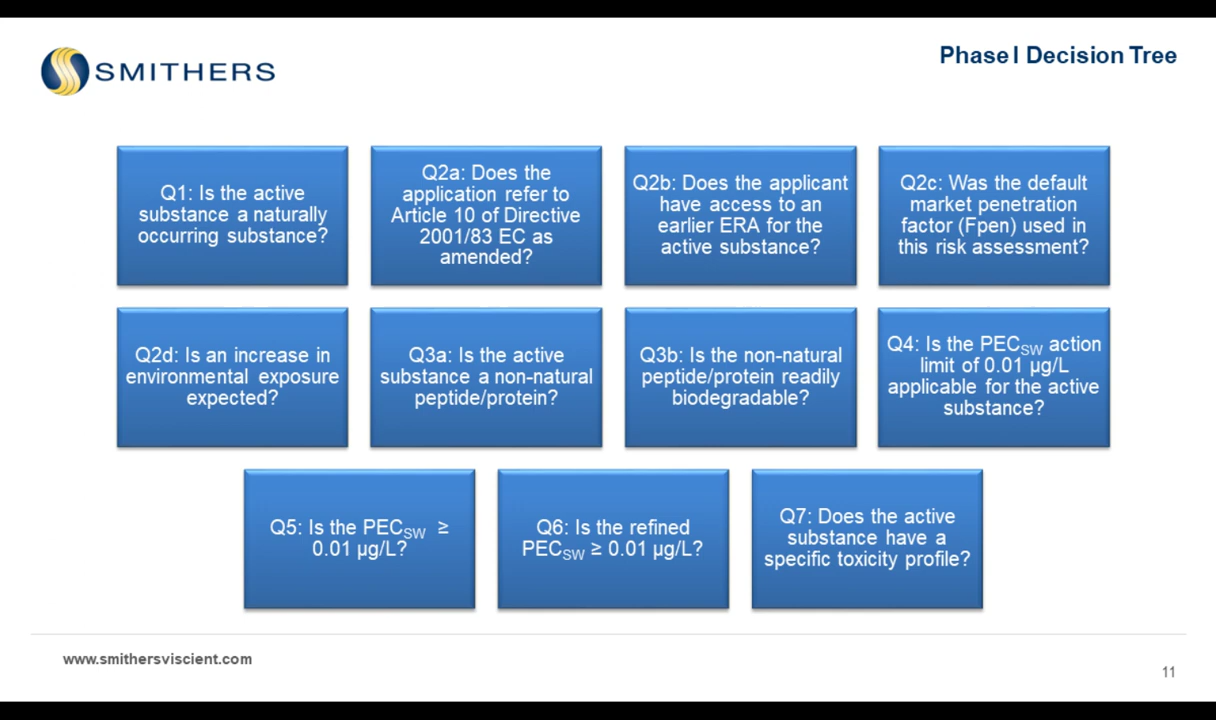 SMITHERS
Phase I Decision Tree
Q1: Is the active
substance a naturally
occurring substance?
Q2a: Does the
application refer to
Article 10 of Directive
2001/83 EC as
amended?
Q2b: Does the applicant
have access to an
earlier ERA for the
active substance?
Q2c: Was the default
market penetration
factor (Fpen) used in
this risk assessment?
Q2d: Is an increase in
environmental exposure
expected?
Q3a: Is the active
substance a non-natural
peptide/protein?
Q3b: Is the non-natural
peptide/protein readily
biodegradable?
Q4: Is the PECSW action
limit of 0.01 µg/L
applicable for the active
substance?
Q5: Is the PECSW ≥
0.01 µg/L?
Q6: Is the refined
PECSW ≥ 0.01 µg/L?
Q7: Does the active
substance have a
specific toxicity profile?
www.smithersviscient.com
11